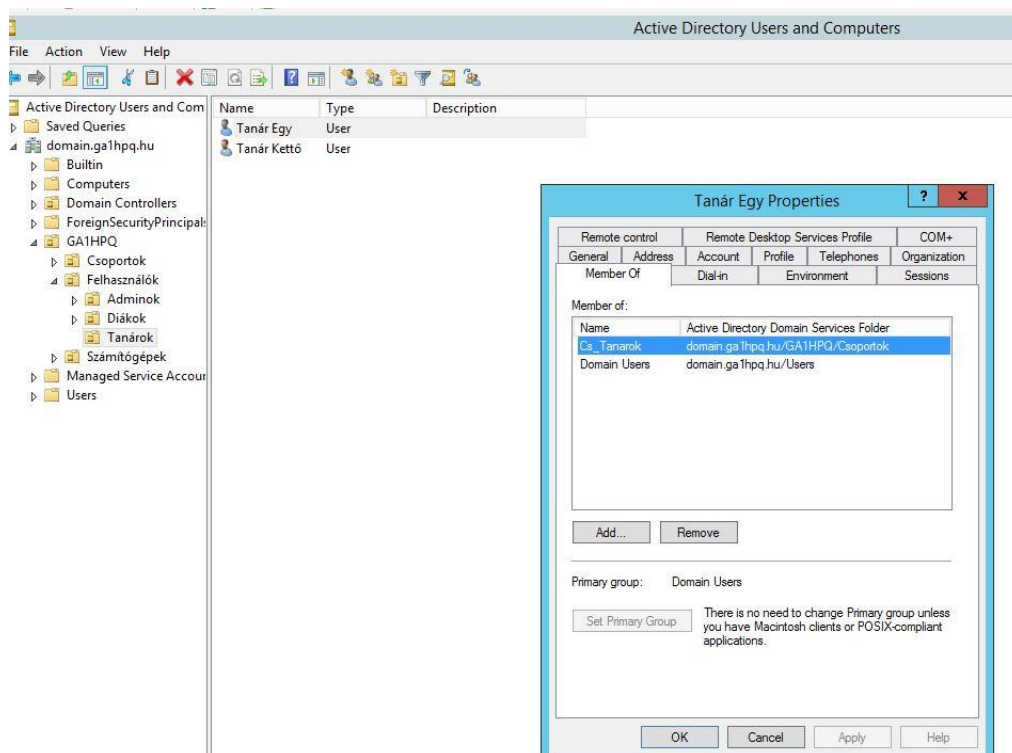 Active Directory Users and Computers
File Action View Help
Active Directory Users and Com
Saved Queries
domain.ga1hpq.hu
Builtin
Computers
Domain Controllers
ForeignSecurityPrincipals
GA1HPQ
Csoportok
Felhasználók
Adminok
Diákok
Tanárok
Számítógépek
Managed Service Accour
Users
Name Type Description
Tanár Egy User
Tanár Kettő User
Tanár Egy Properties
? x
Remote control Remote Desktop Services Profile COM+
General Address Account Profile Telephones Organization
Member Of Dial-in Environment Sessions
Member of:
Name Active Directory Domain Services Folder
Cs_Tanarok domain.ga1hpq.hu/GA1HPQ/Csoportok
Domain Users domain.ga1hpq.hu/Users
Add... Remove
Primary group: Domain Users
Set Primary Group
There is no need to change Primary group unless
you have Macintosh clients or POSIX-compliant
applications.
OK Cancel Apply Help